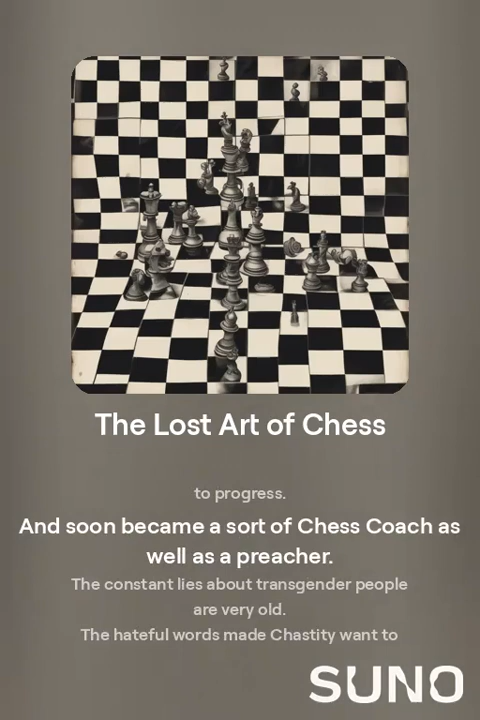 The Lost Art of Chess
to progress.
And soon became a sort of Chess Coach as
well as a preacher.
The constant lies about transgender people
are very old.
The hateful words made Chastity want to
SUNO